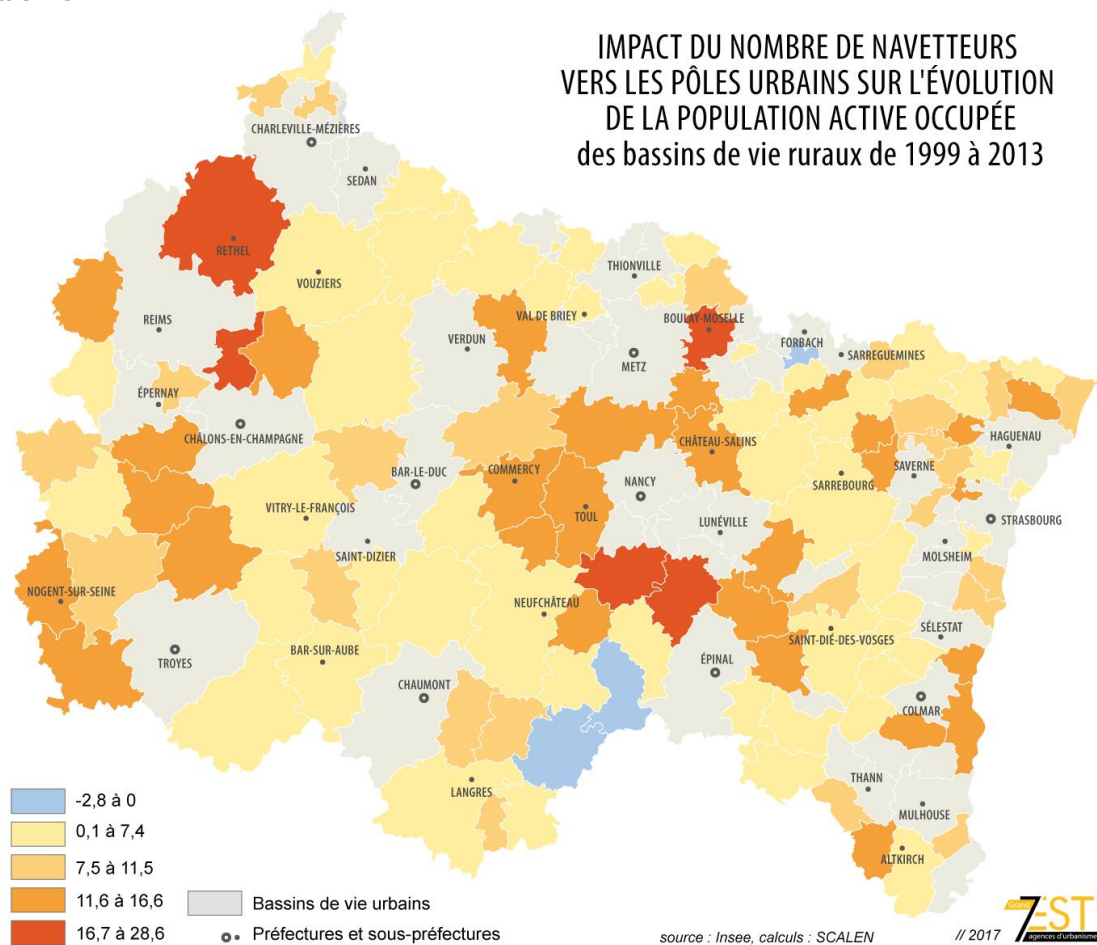 IMPACT DU NOMBRE DE NAVETTEURS
VERS LES PÔLES URBAINS SUR L'ÉVOLUTION
DE LA POPULATION ACTIVE OCCUPÉE
des bassins de vie ruraux de 1999 à 2013
CHARLEVILLE-MÉZIÈRES
SEDAN
RETHEL
VOUZIERS
THIONVILLE
REIMS
VAL DE BRIEY
BOULAY-MOSELLE
VERDUN
FORBACH
SARREGUEMINES
METZ
ÉPERNAY
CHÂLONS-EN-CHAMPAGNE
CHÂTEAU-SALINS
HAGUENAU
BAR-LE-DUC
COMMERCY
SAVERNE
NANCY
SARREBOURG
VITRY-LE-FRANÇOIS
TOUL
LUNÉVILLE
STRASBOURG
SAINT-DIZIER
MOLSHEIM
NOGENT-SUR-SEINE
NEUFCHÂTEAU
SAINT-DIÉ-DES-VOSGES
SÉLESTAT
BAR-SUR-AUBE
TROYES
ÉPINAL
CHAUMONT
COLMAR
LANGRES
THANN
MULHOUSE
ALTKIRCH
-2,8 à 0
0,1 à 7,4
7,5 à 11,5
11,6 à 16,6
16,7 à 28,6
Bassins de vie urbains
Préfectures et sous-préfectures
source : Insee, calculs : SCALEN
// 2017
Grand
7EST
agences d'urbanisme